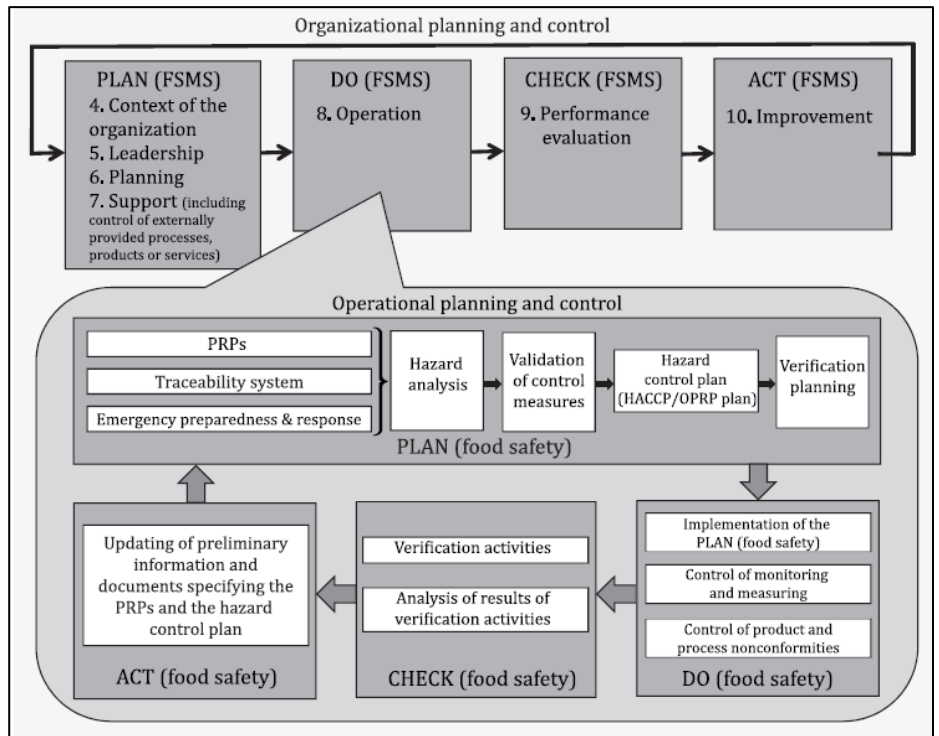 Organizational planning and control
PLAN (FSMS)
4. Context of the
organization
5. Leadership
6. Planning
7. Support (including
control of externally
provided processes,
products or services)
DO (FSMS)
8. Operation
CHECK (FSMS)
9. Performance
evaluation
ACT (FSMS)
10. Improvement
Operational planning and control
PRPs
Traceability system
Emergency preparedness & response
Hazard
analysis
Validation
of control
measures
Hazard
control plan
(HACCP/OPRP plan)
Verification
planning
PLAN (food safety)
Updating of preliminary
information and
documents specifying the
PRPs and the hazard
control plan
ACT (food safety)
Verification activities
Analysis of results of
verification activities
CHECK (food safety)
Implementation of the
PLAN (food safety)
Control of monitoring
and measuring
Control of product and
process nonconformities
DO (food safety)